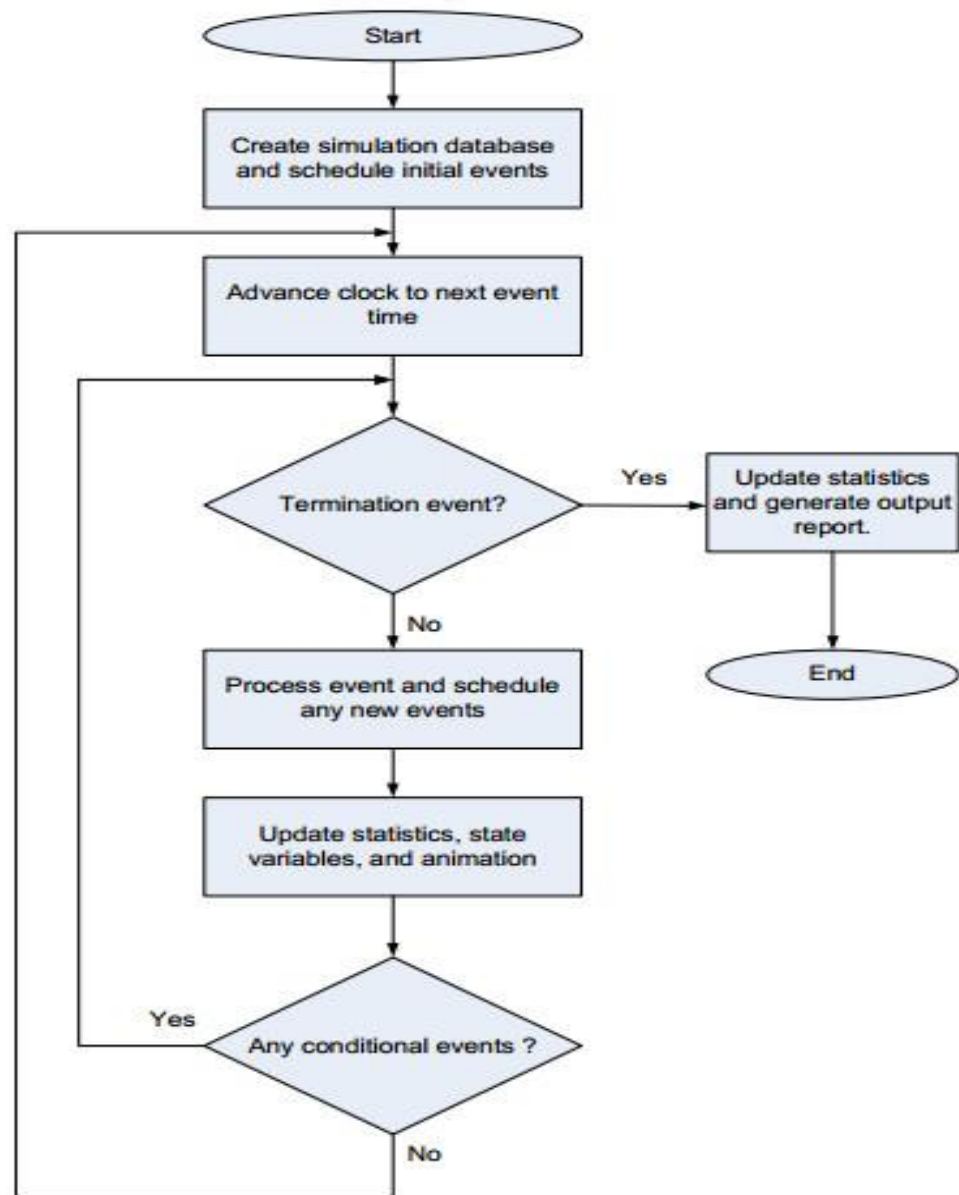 Start
Create simulation database
and schedule initial events
Advance clock to next event
time
Termination event?
Yes
Update statistics
and generate output
report.
No
End
Process event and schedule
any new events
Update statistics, state
variables, and animation
Yes
Any conditional events ?
No